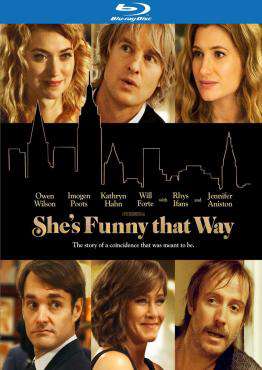 Blu-ray Disc
Owen Wilson Imogen Poots Kathryn Hahn Will Forte with Rhys Ifans and Jennifer Aniston
She's Funny that Way
The story of a coincidence that was meant to be.